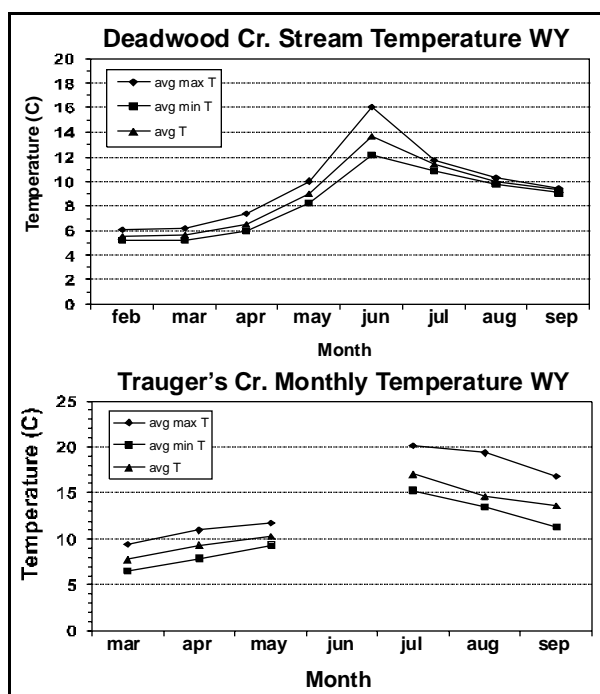 Deadwood Cr. Stream Temperature WY
20
18
16
14
12
10
8
6
4
2
0
Temperature (C)
avg max T
avg min T
avg T
feb mar apr may jun jul aug sep
Month
Trauger's Cr. Monthly Temperature WY
25
20
15
10
5
0
Temperature (C)
avg max T
avg min T
avg T
mar apr may jun jul aug sep
Month